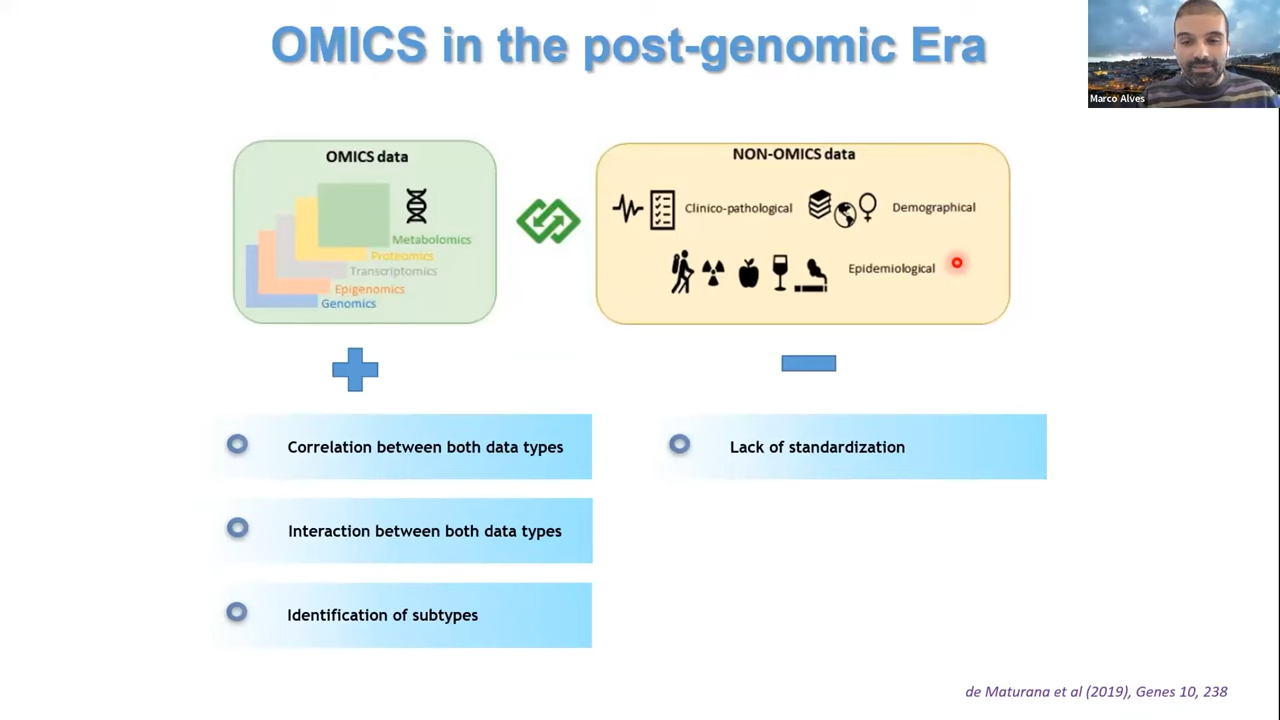 OMICS in the post-genomic Era
Marco Alves
OMICS data
Metabolomics
Proteomics
Transcriptomics
Epigenomics
Genomics
NON-OMICS data
Clinico-pathological
Demographical
Epidemiological
Correlation between both data types
Interaction between both data types
Identification of subtypes
Lack of standardization
de Maturana et al (2019), Genes 10, 238